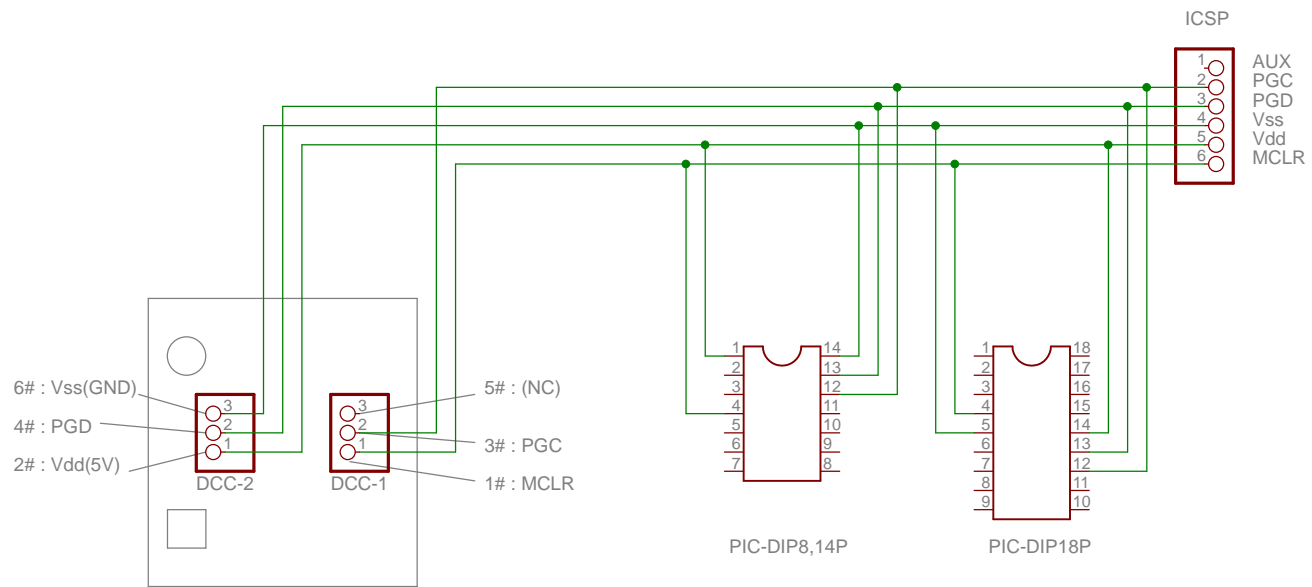 ICSP
1 AUX
2 PGC
3 PGD
4 Vss
5 Vdd
6 MCLR
6# : Vss(GND)
4# : PGD
2# : Vdd(5V)
3
2
1
DCC-2
3
2
1
DCC-1
5# : (NC)
3# : PGC
1# : MCLR
1 14
2 13
3 12
4 11
5 10
6 9
7 8
PIC-DIP8,14P
1 18
2 17
3 16
4 15
5 14
6 13
7 12
8 11
9 10
PIC-DIP18P